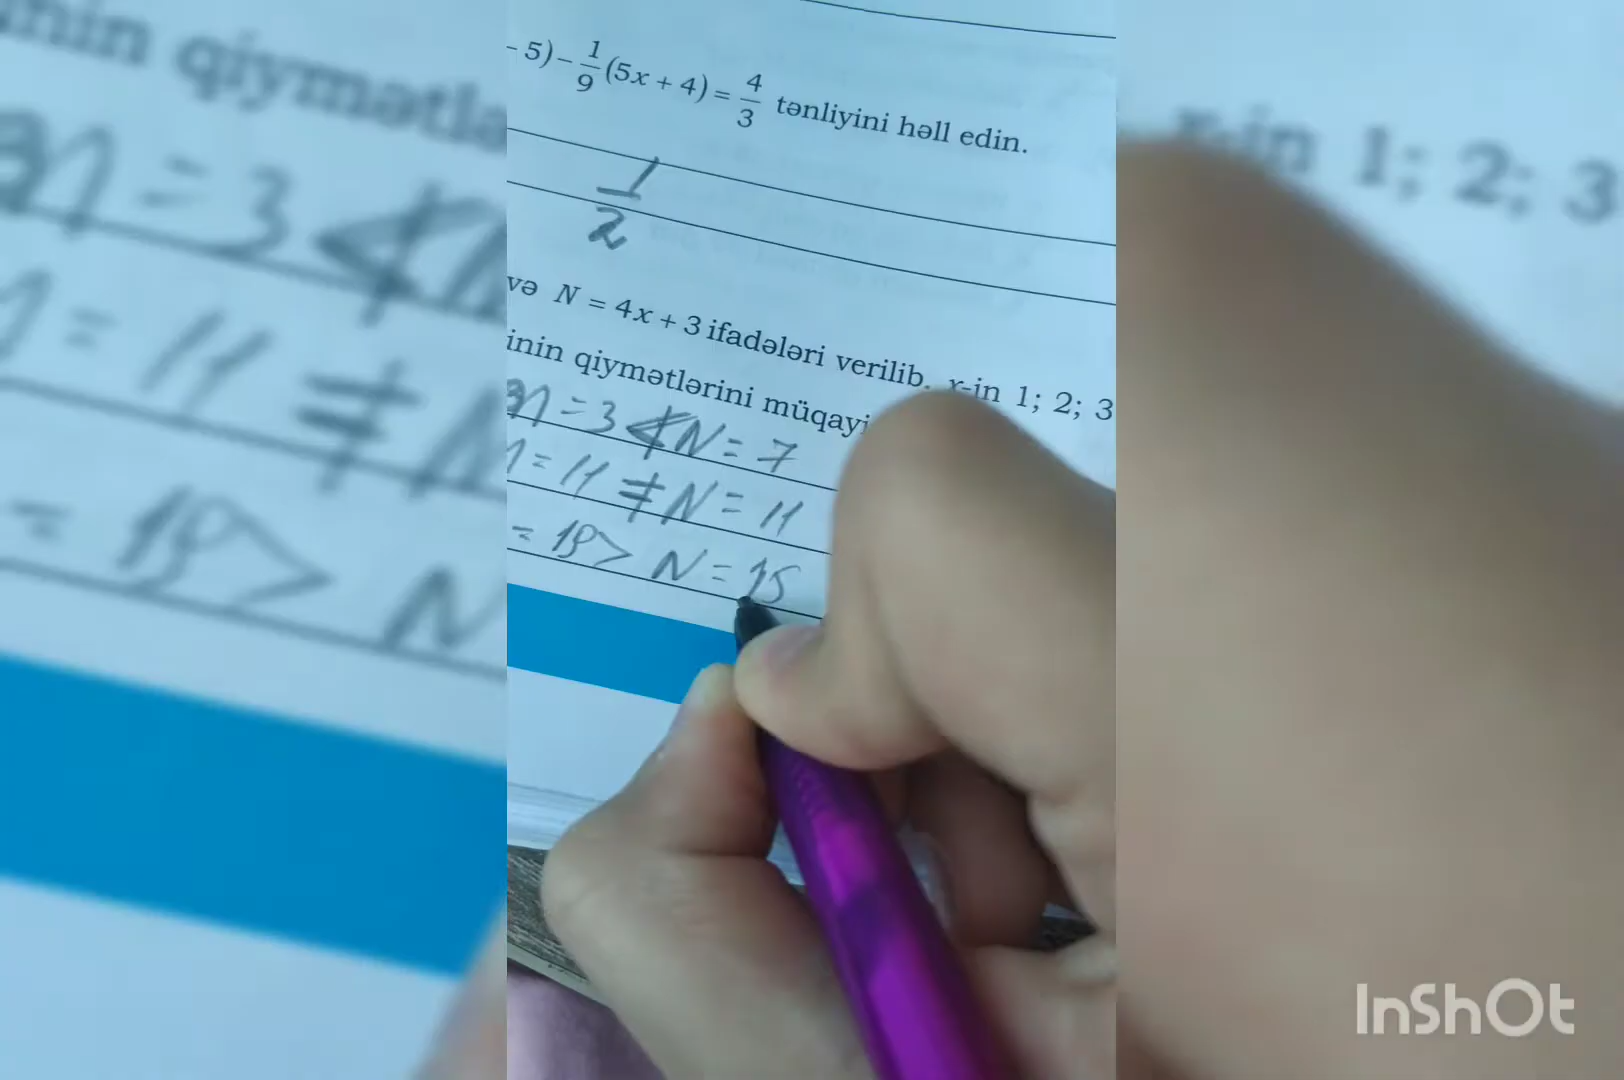 – 5) – 1/9 (5x + 4) = 4/3 tənliyini həll edin.
1/2
və N = 4x + 3 ifadələri verilib. x-in 1; 2; 3
inin qiymətlərini müqayi
m = 3 < N = 7
= 11 = N = 11
= 19 > N = 15
InShOt